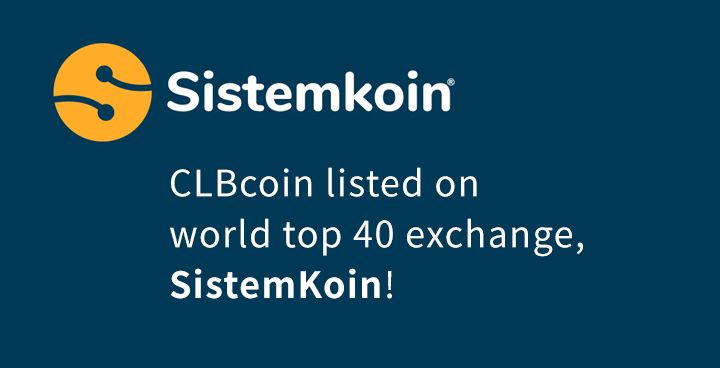 Sistemkoin®
CLBcoin listed on
world top 40 exchange,
SistemKoin!